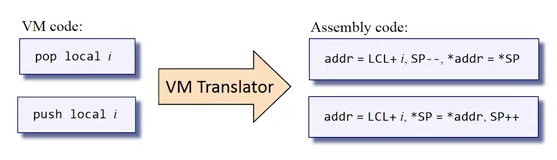 VM code:
pop local i
push local i
VM Translator
Assembly code:
addr = LCL+ i, SP--, *addr = *SP
addr = LCL+ i, *SP = *addr, SP++